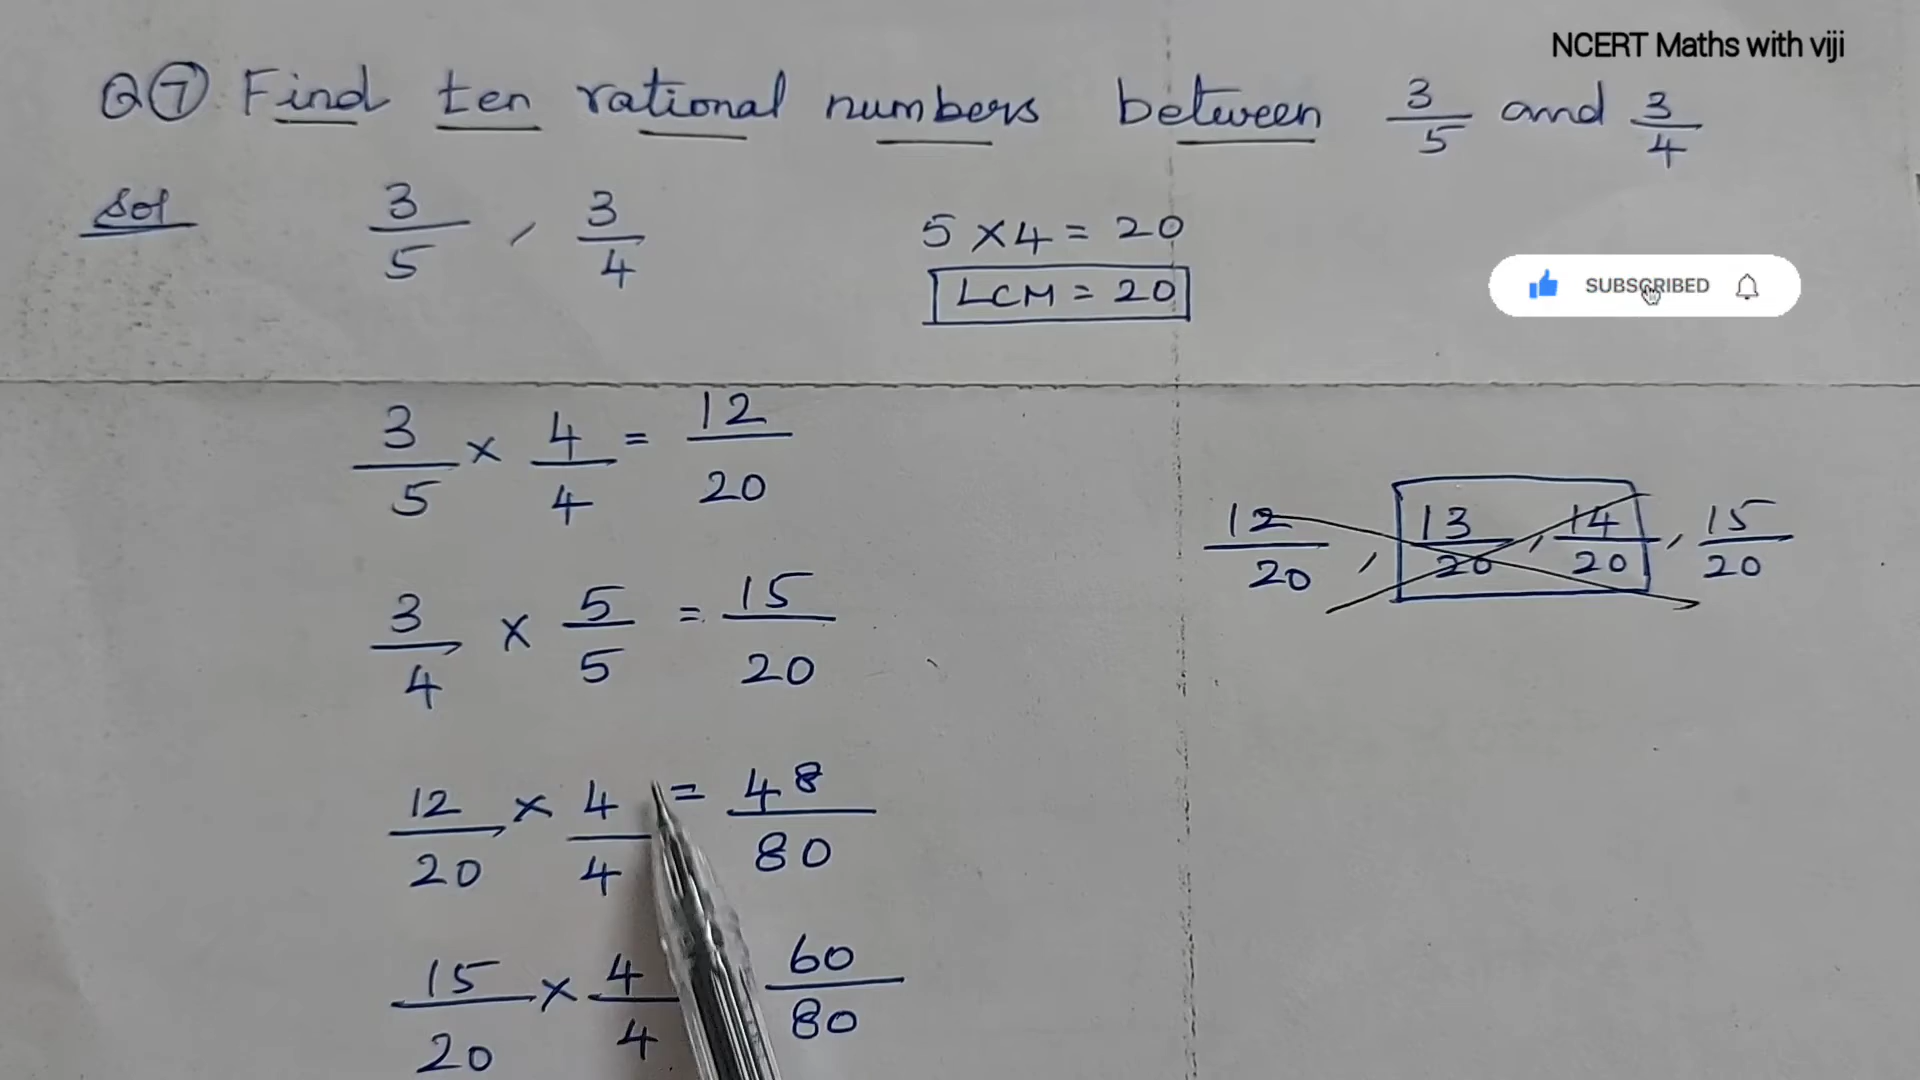 NCERT Maths with viji
Q7 Find ten rational numbers between 3/5 and 3/4
Sol 3/5 , 3/4
5 × 4 = 20
LCM = 20
SUBSCRIBED
3/5 × 4/4 = 12/20
12/20 , 13/20 , 14/20 , 15/20
3/4 × 5/5 = 15/20
12/20 × 4/4 = 48/80
15/20 × 4/4 60/80